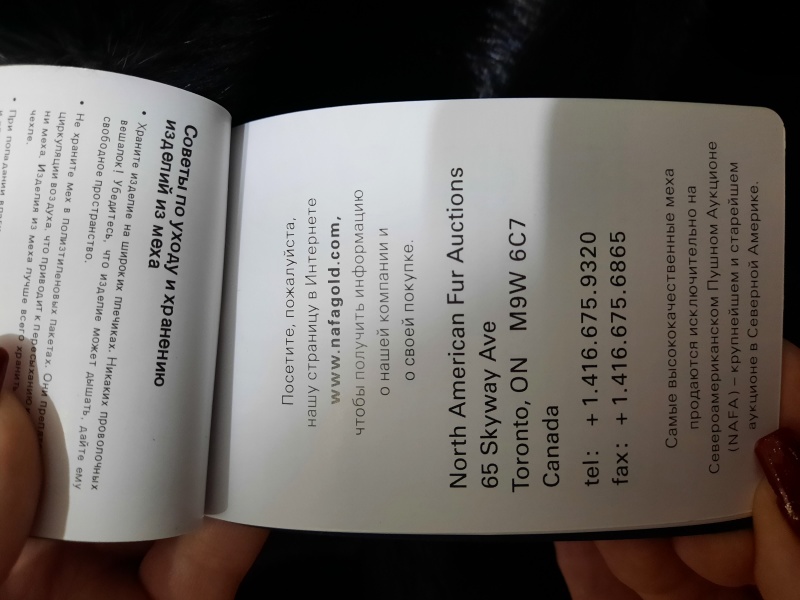 Советы по уходу и хранению
изделий из меха
• Храните изделие на широких плечиках. Никаких проволочных
вешалок! Убедитесь, что изделие может дышать, дайте ему
свободное пространство.
• Не храните мех в полиэтиленовых пакетах. Они
циркуляции воздуха, что приводит к пересыханию
ни меха. Изделия из меха лучше всего хранить
чехле.
• При попадании
Посетите, пожалуйста,
нашу страницу в Интернете
www.nafagold.com,
чтобы получить информацию
о нашей компании и
о своей покупке.
North American Fur Auctions
65 Skyway Ave
Toronto, ON M9W 6C7
Canada
tel: +1.416.675.9320
fax: +1.416.675.6865
Самые высококачественные меха
продаются исключительно на
Североамериканском Пушном Аукционе
(NAFA) – крупнейшем и старейшем
аукционе в Северной Америке.